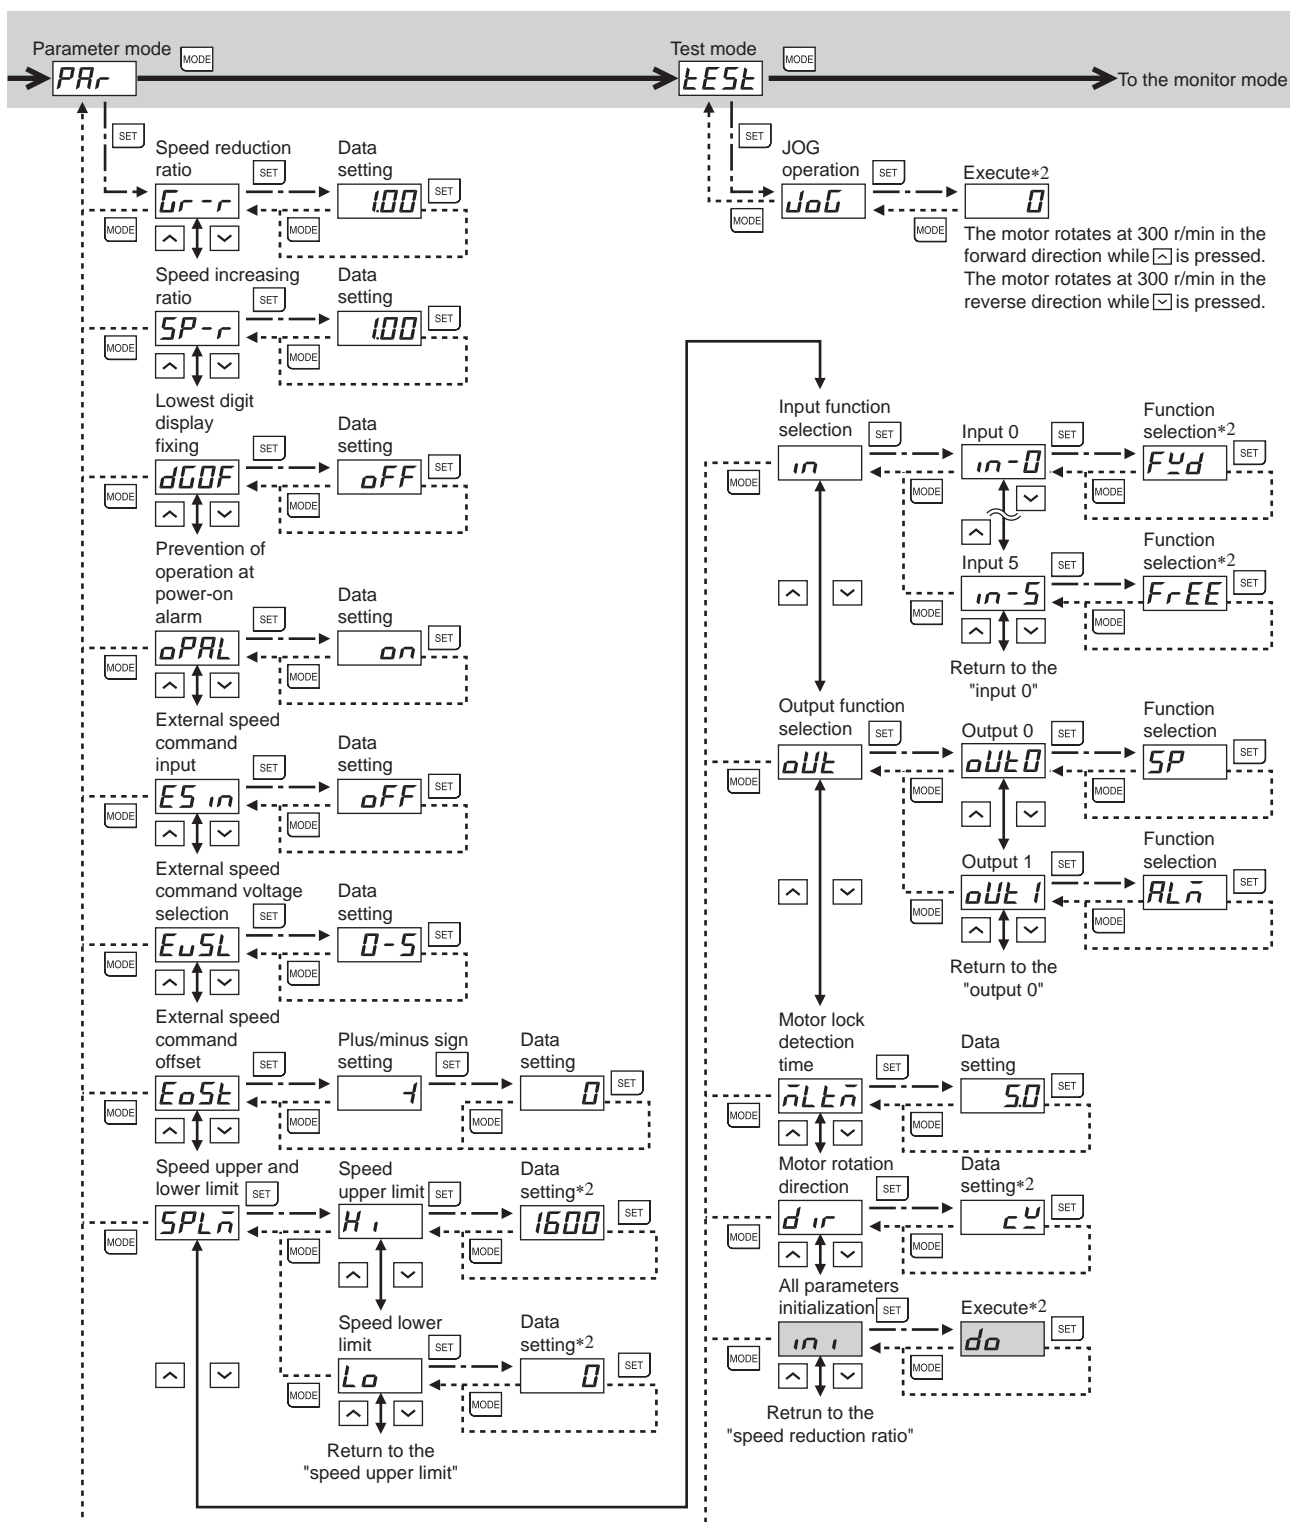 Parameter mode
MODE
PAr
Test mode
MODE
tESt
To the monitor mode
SET
Speed reduction
ratio
SET
Data
setting
Gr-r
1.00
SET
MODE
MODE
Speed increasing
ratio
SET
Data
setting
SP-r
1.00
SET
MODE
MODE
Lowest digit
display
fixing
SET
Data
setting
dGOF
oFF
SET
MODE
MODE
Prevention of
operation at
power-on
alarm
SET
Data
setting
oPAL
on
SET
MODE
MODE
External speed
command
input
SET
Data
setting
ES in
oFF
SET
MODE
MODE
External speed
command voltage
selection
SET
Data
setting
EvSL
0-5
SET
MODE
MODE
External speed
command
offset
SET
Plus/minus sign
setting
SET
Data
setting
EoSt
-1
0
SET
MODE
MODE
MODE
Speed upper and
lower limit
SET
Speed
upper limit
SET
Data
setting*2
SPLm
Hi
1600
SET
MODE
MODE
MODE
Speed lower
limit
SET
Data
setting*2
Lo
0
SET
MODE
MODE
Return to the
"speed upper limit"
SET
JOG
operation
SET
Execute*2
JoG
0
MODE
MODE
The motor rotates at 300 r/min in the
forward direction while ^ is pressed.
The motor rotates at 300 r/min in the
reverse direction while ˅ is pressed.
Input function
selection
SET
Input 0
SET
Function
selection*2
in
in-0
Fwd
SET
MODE
MODE
MODE
Input 5
SET
Function
selection*2
in-5
FrEE
SET
MODE
MODE
Return to the
"input 0"
Output function
selection
SET
Output 0
SET
Function
selection
oUt
oUt0
SP
SET
MODE
MODE
MODE
Output 1
SET
Function
selection
oUt1
ALm
SET
MODE
MODE
Return to the
"output 0"
Motor lock
detection
time
SET
Data
setting
mLtm
5.0
SET
MODE
MODE
Motor rotation
direction
SET
Data
setting*2
dir
cw
SET
MODE
MODE
All parameters
initialization
SET
Execute*2
ini
do
SET
MODE
MODE
Retrun to the
"speed reduction ratio"